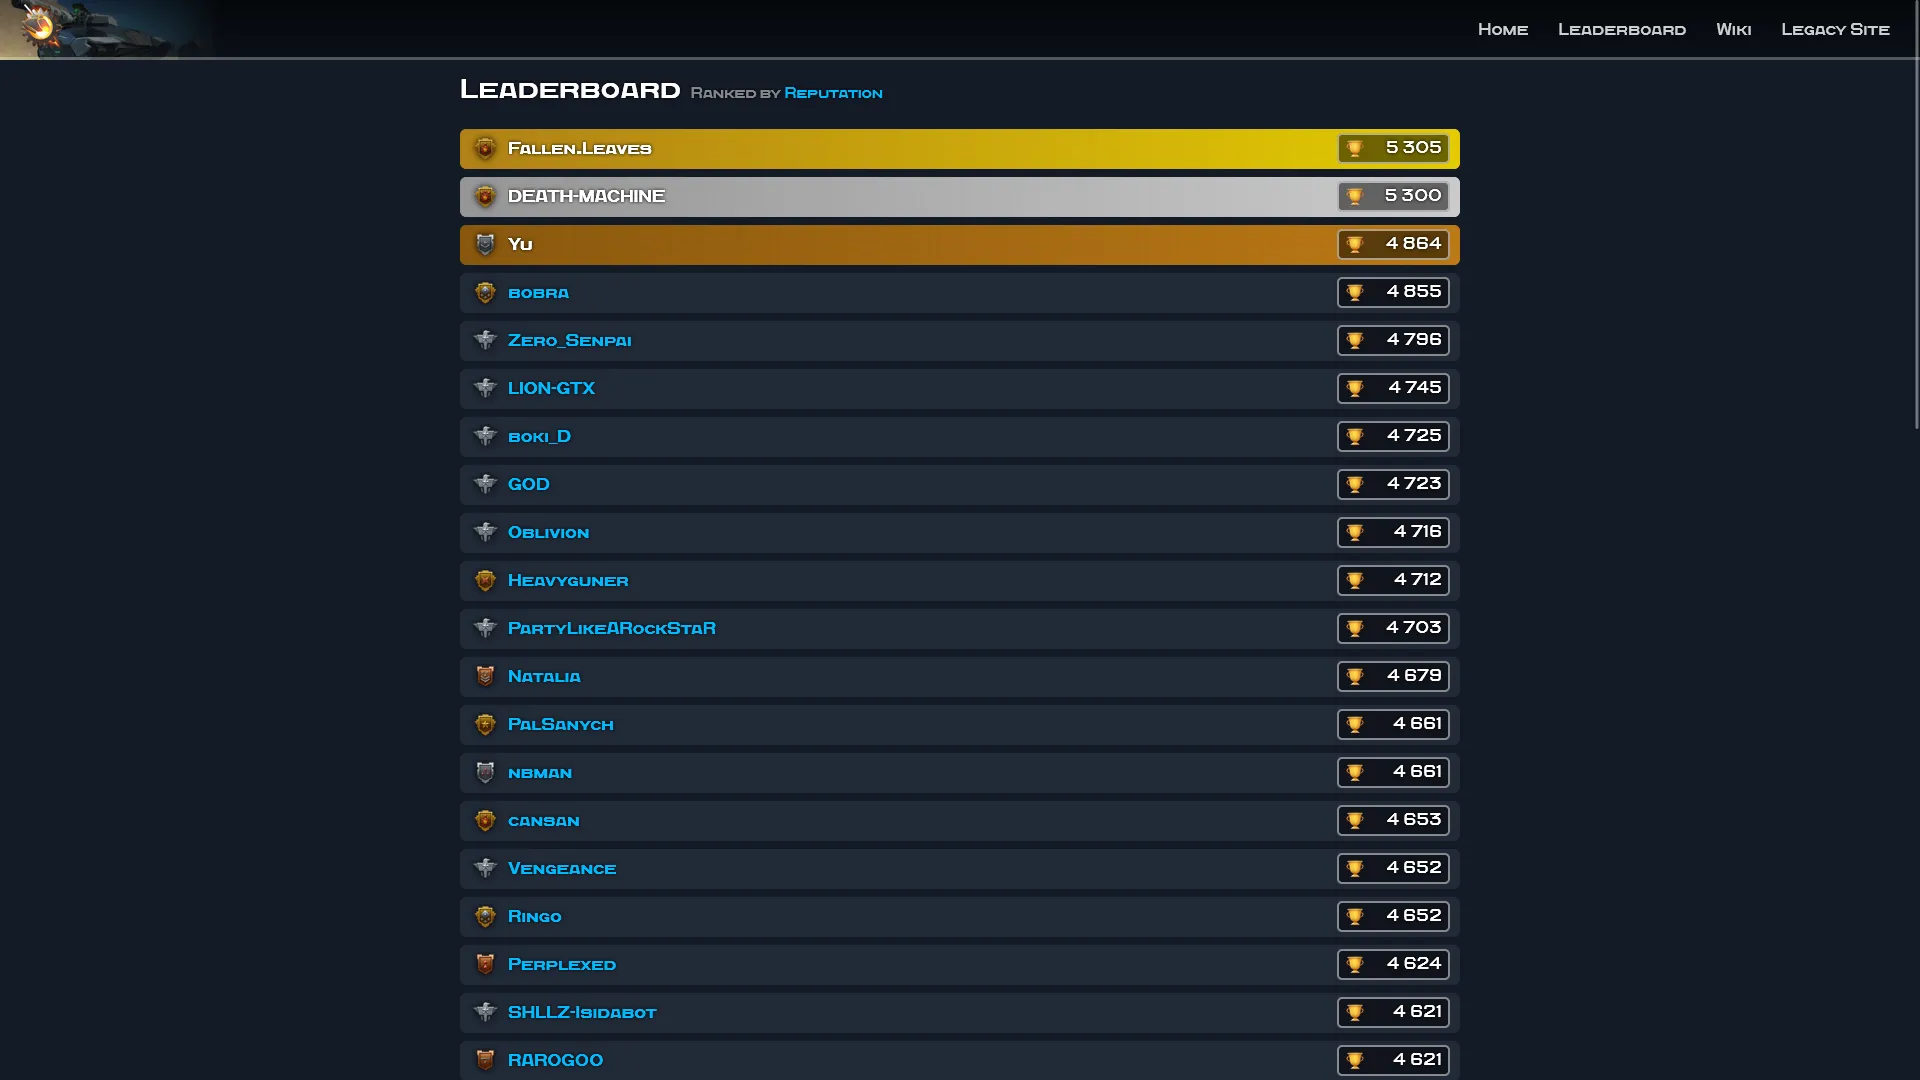 Home Leaderboard Wiki Legacy Site
Leaderboard Ranked by Reputation
Fallen.Leaves 5 305
DEATH-MACHINE 5 300
Yu 4 864
bobra 4 855
Zero_Senpai 4 796
LION-GTX 4 745
boki_D 4 725
GOD 4 723
Oblivion 4 716
Heavyguner 4 712
PartyLikeARockStaR 4 703
Natalia 4 679
PalSanych 4 661
nbman 4 661
cansan 4 653
Vengeance 4 652
Ringo 4 652
Perplexed 4 624
SHLLZ-Isidabot 4 621
RAROGOO 4 621